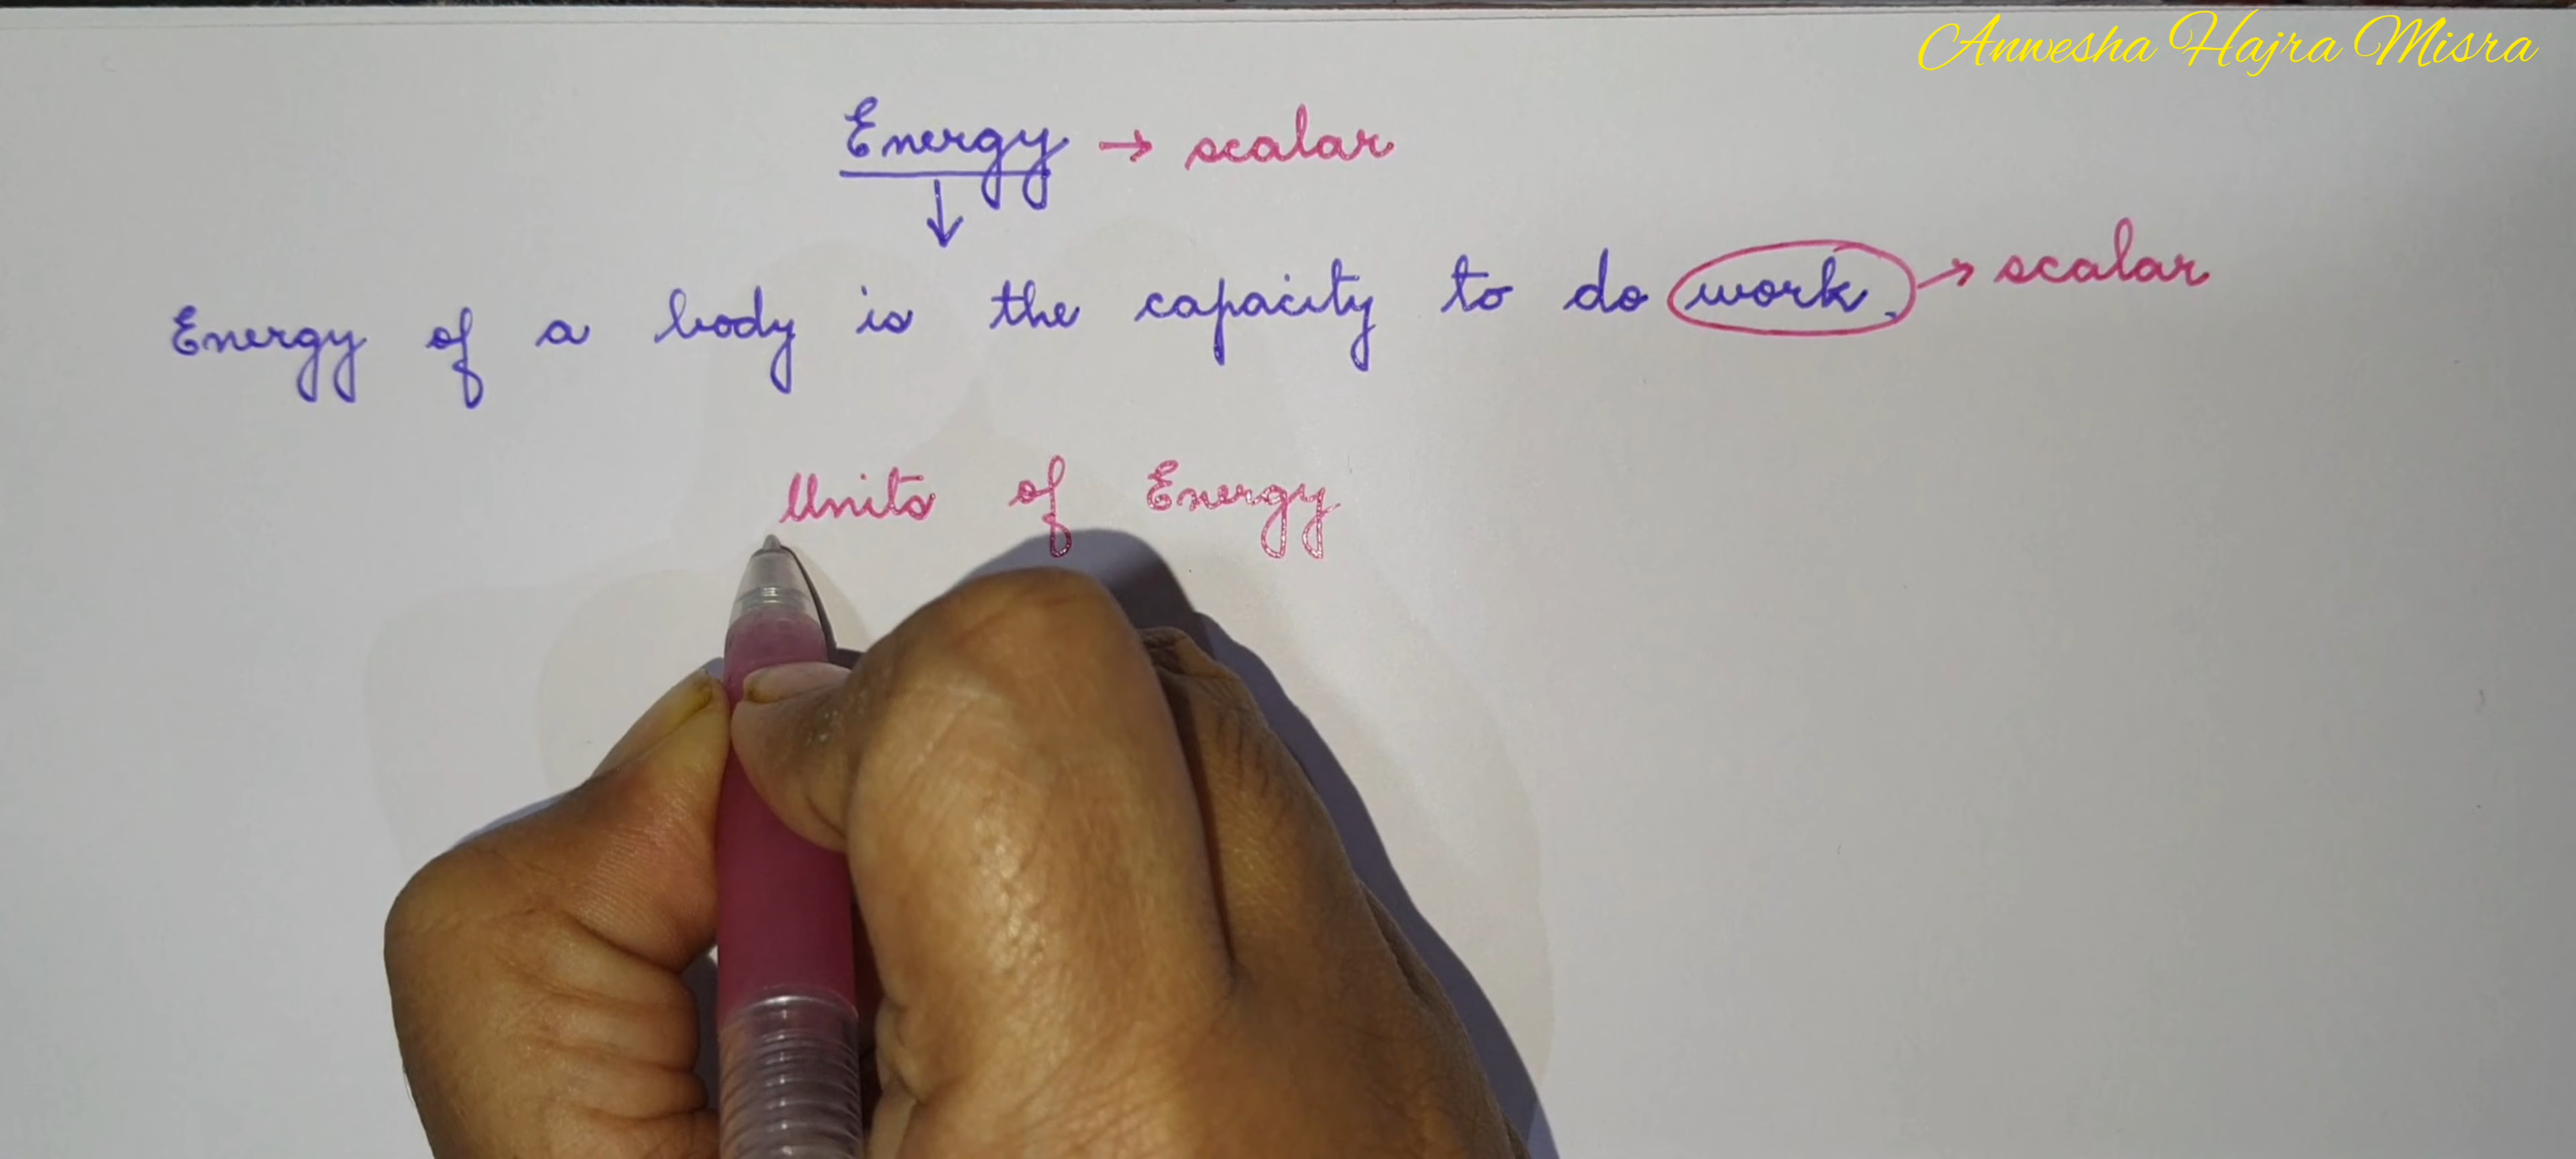 Anwesha Hajra Misra
Energy → scalar
↓
Energy of a body is the capacity to do work. → scalar
Units of Energy